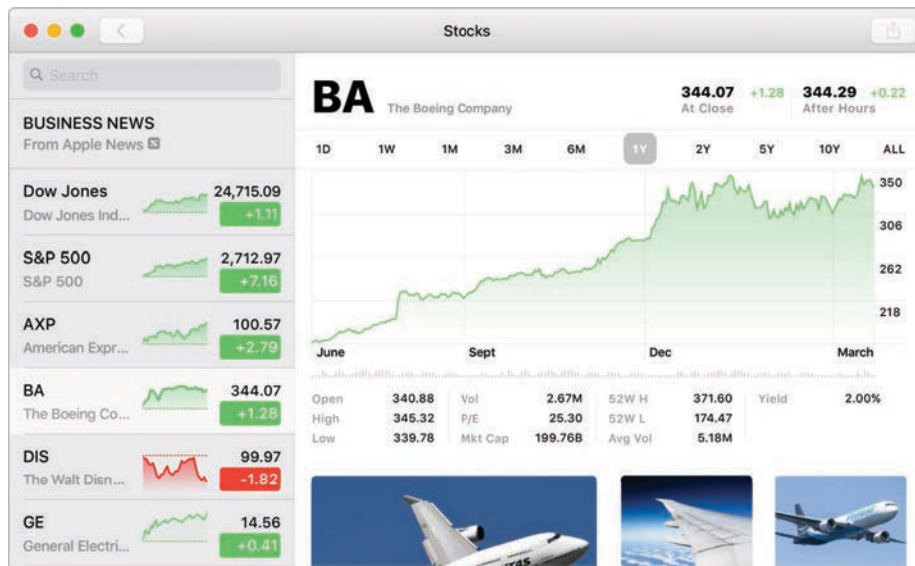 Stocks
Search
BUSINESS NEWS
From Apple News
Dow Jones 24,715.09
Dow Jones Ind... +1.11
S&P 500 2,712.97
S&P 500 +7.16
AXP 100.57
American Expr... +2.79
BA 344.07
The Boeing Co... +1.28
DIS 99.97
The Walt Disn... -1.82
GE 14.56
General Electri... +0.41
BA The Boeing Company
344.07 +1.28 344.29 +0.22
At Close After Hours
1D 1W 1M 3M 6M 1Y 2Y 5Y 10Y ALL
350
306
262
218
June Sept Dec March
Open 340.88 Vol 2.67M 52W H 371.60 Yield 2.00%
High 345.32 P/E 25.30 52W L 174.47
Low 339.78 Mkt Cap 199.76B Avg Vol 5.18M